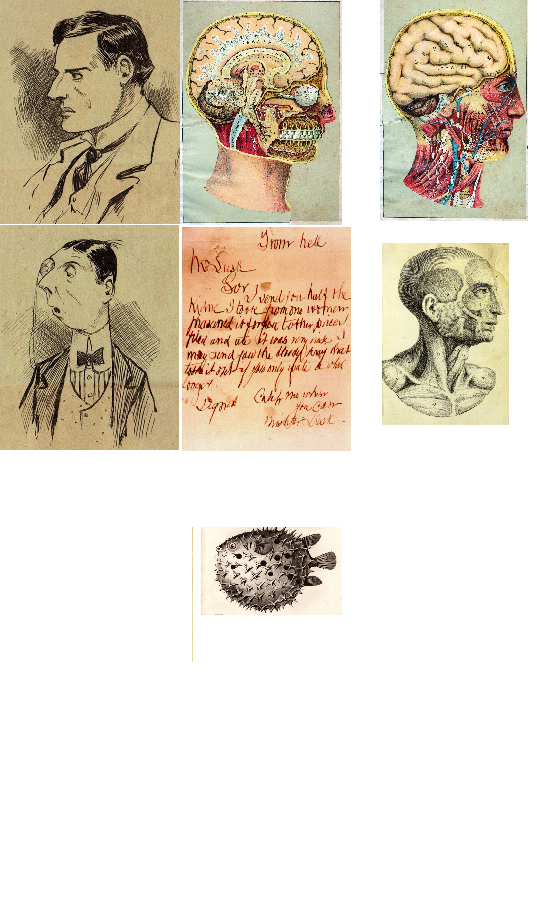 From hell
Mr Lusk
Sor
I send you half the
Kidne I took from one women
prasarved it for you tother piece
fried and ate it was very nise I
may send you the bloody knif that
took it out if you only wate a whil
longer
signed Catch me when
you can
Mishter Lusk